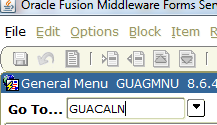 Oracle Fusion Middleware Forms Ser
File Edit Options Block Item
General Menu GUAGMNU 8.6.4
Go To... GUACALN